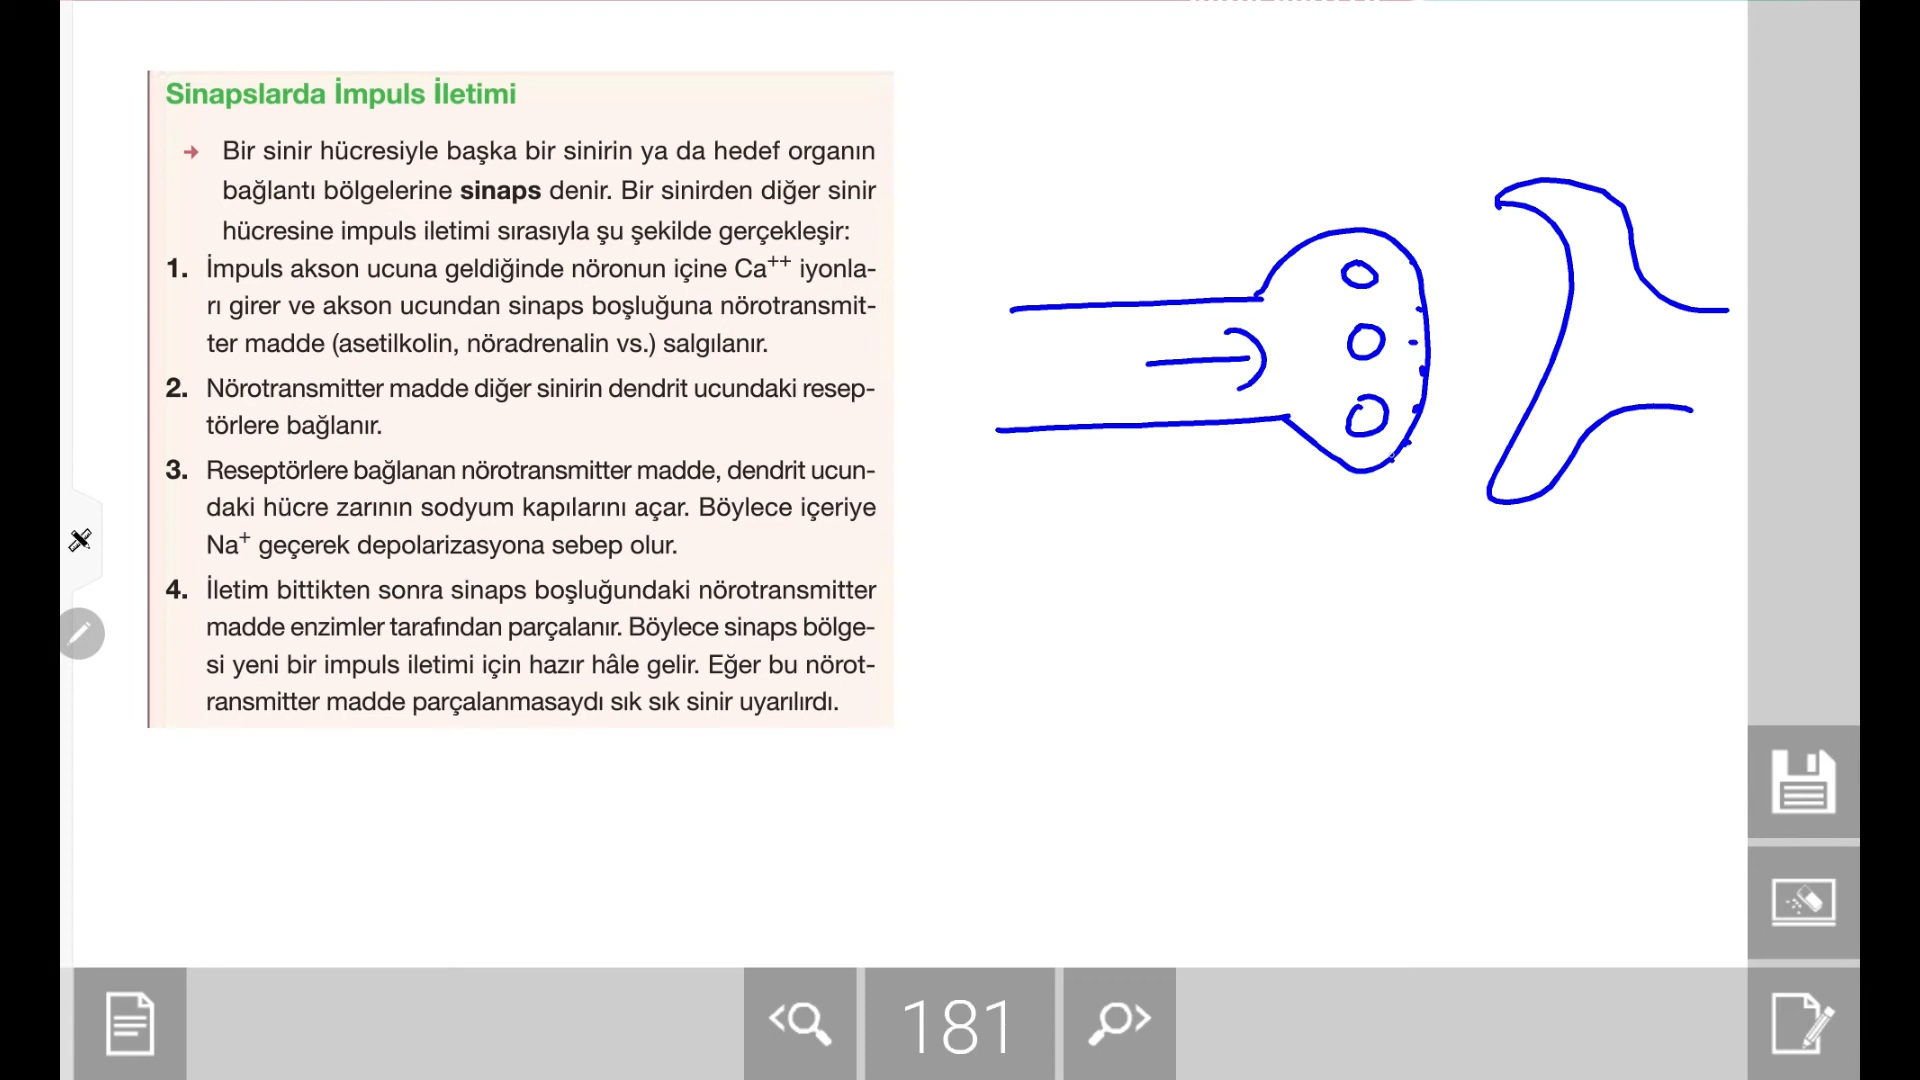 Sinapslarda İmpuls İletimi
→ Bir sinir hücresiyle başka bir sinirin ya da hedef organın
bağlantı bölgelerine sinaps denir. Bir sinirden diğer sinir
hücresine impuls iletimi sırasıyla şu şekilde gerçekleşir:
1. İmpuls akson ucuna geldiğinde nöronun içine Ca++ iyonla-
rı girer ve akson ucundan sinaps boşluğuna nörotransmit-
ter madde (asetilkolin, nöradrenalin vs.) salgılanır.
2. Nörotransmitter madde diğer sinirin dendrit ucundaki resep-
törlere bağlanır.
3. Reseptörlere bağlanan nörotransmitter madde, dendrit ucun-
daki hücre zarının sodyum kapılarını açar. Böylece içeriye
Na+ geçerek depolarizasyona sebep olur.
4. İletim bittikten sonra sinaps boşluğundaki nörotransmitter
madde enzimler tarafından parçalanır. Böylece sinaps bölge-
si yeni bir impuls iletimi için hazır hâle gelir. Eğer bu nörot-
ransmitter madde parçalanmasaydı sık sık sinir uyarılırdı.
181